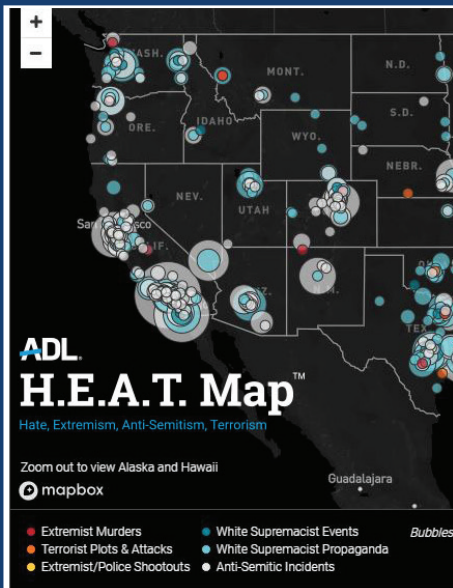 +
−
WASH.
MONT.
N.D.
ORE.
IDAHO
S.D.
WYO.
NEBR.
NEV.
UTAH
San Francisco
CALIF.
ARIZ.
N.M.
TEX.
ADL.
H.E.A.T. Map™
Hate, Extremism, Anti-Semitism, Terrorism
Zoom out to view Alaska and Hawaii
mapbox
Guadalajara
Extremist Murders
Terrorist Plots & Attacks
Extremist/Police Shootouts
White Supremacist Events
White Supremacist Propaganda
Anti-Semitic Incidents
Bubbles